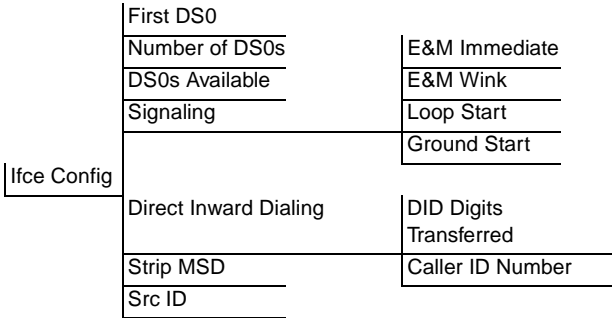 First DS0
Number of DS0s
E&M Immediate
DS0s Available
E&M Wink
Signaling
Loop Start
Ground Start
Ifce Config
Direct Inward Dialing
DID Digits
Transferred
Strip MSD
Caller ID Number
Src ID